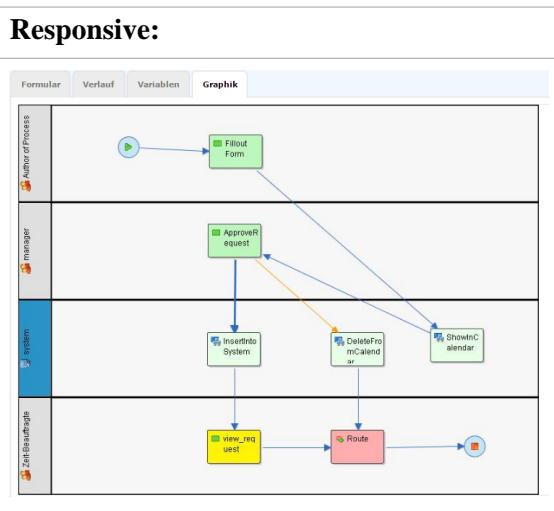 Responsive:
Formular Verlauf Variablen Graphik
Author of Process
Fillout
Form
manager
ApproveR
equest
system
InsertInto
System
DeleteFro
mCalend
ar
ShowInC
alendar
Zeit-Beauftragte
view_req
uest
Route